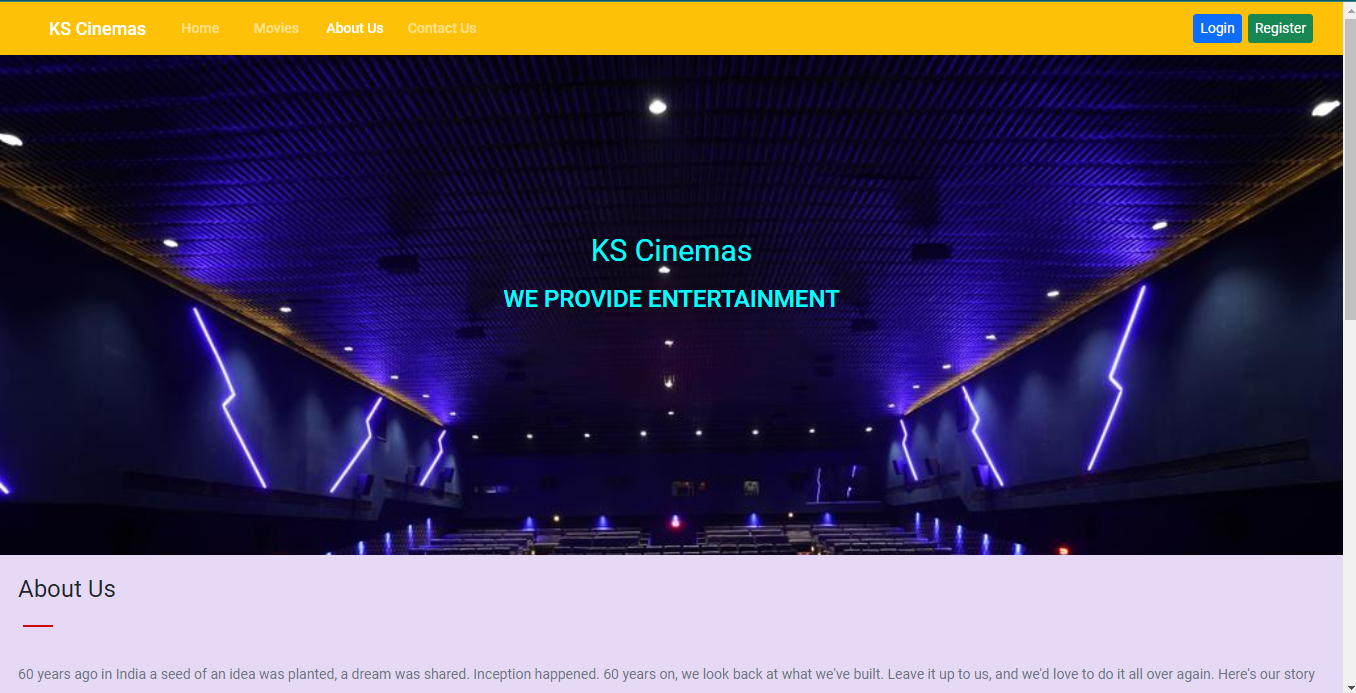 KS Cinemas Home Movies About Us Contact Us Login Register
KS Cinemas
WE PROVIDE ENTERTAINMENT
About Us
60 years ago in India a seed of an idea was planted, a dream was shared. Inception happened. 60 years on, we look back at what we've built. Leave it up to us, and we'd love to do it all over again. Here's our story